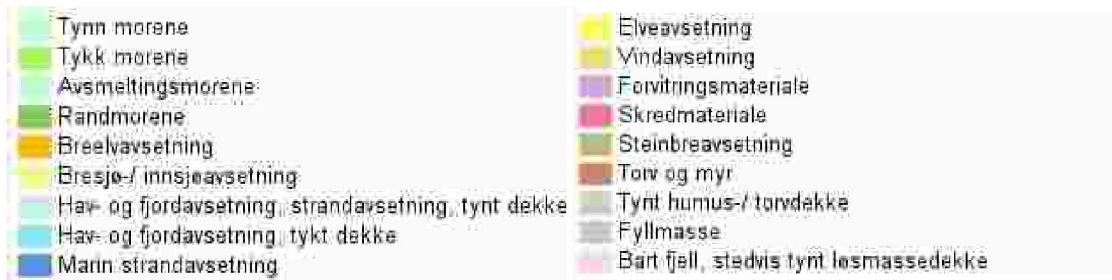 Tynn morene
Tykk morene
Avsmeltingsmorene
Randmorene
Breelvavsetning
Bresjø-/ innsjøavsetning
Hav- og fjordavsetning, strandavsetning, tynt dekke
Hav- og fjordavsetning, tykt dekke
Marin strandavsetning
Elveavsetning
Vindavsetning
Forvitringsmateriale
Skredmateriale
Steinbreavsetning
Torv og myr
Tynt humus-/ torvdekke
Fyllmasse
Bart fjell, stedvis tynt løsmassedekke